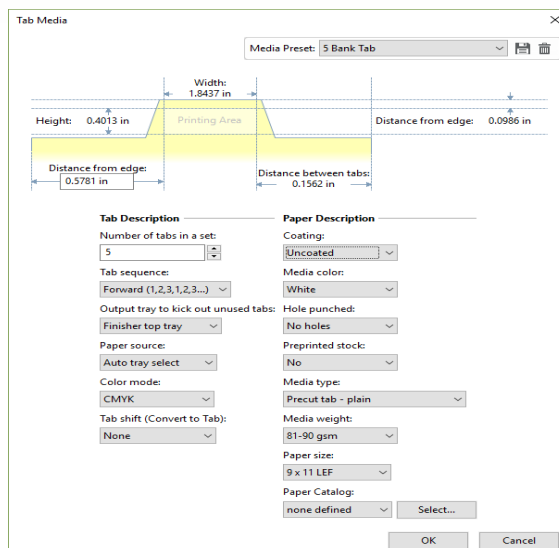 Tab Media
Media Preset: 5 Bank Tab
Width:
1.8437 in
Height: 0.4013 in
Printing Area
Distance from edge: 0.0986 in
Distance from edge:
0.5781 in
Distance between tabs:
0.1562 in
Tab Description
Number of tabs in a set:
5
Tab sequence:
Forward (1,2,3,1,2,3...)
Output tray to kick out unused tabs:
Finisher top tray
Paper source:
Auto tray select
Color mode:
CMYK
Tab shift (Convert to Tab):
None
Paper Description
Coating:
Uncoated
Media color:
White
Hole punched:
No holes
Preprinted stock:
No
Media type:
Precut tab - plain
Media weight:
81-90 gsm
Paper size:
9 x 11 LEF
Paper Catalog:
none defined
Select...
OK
Cancel